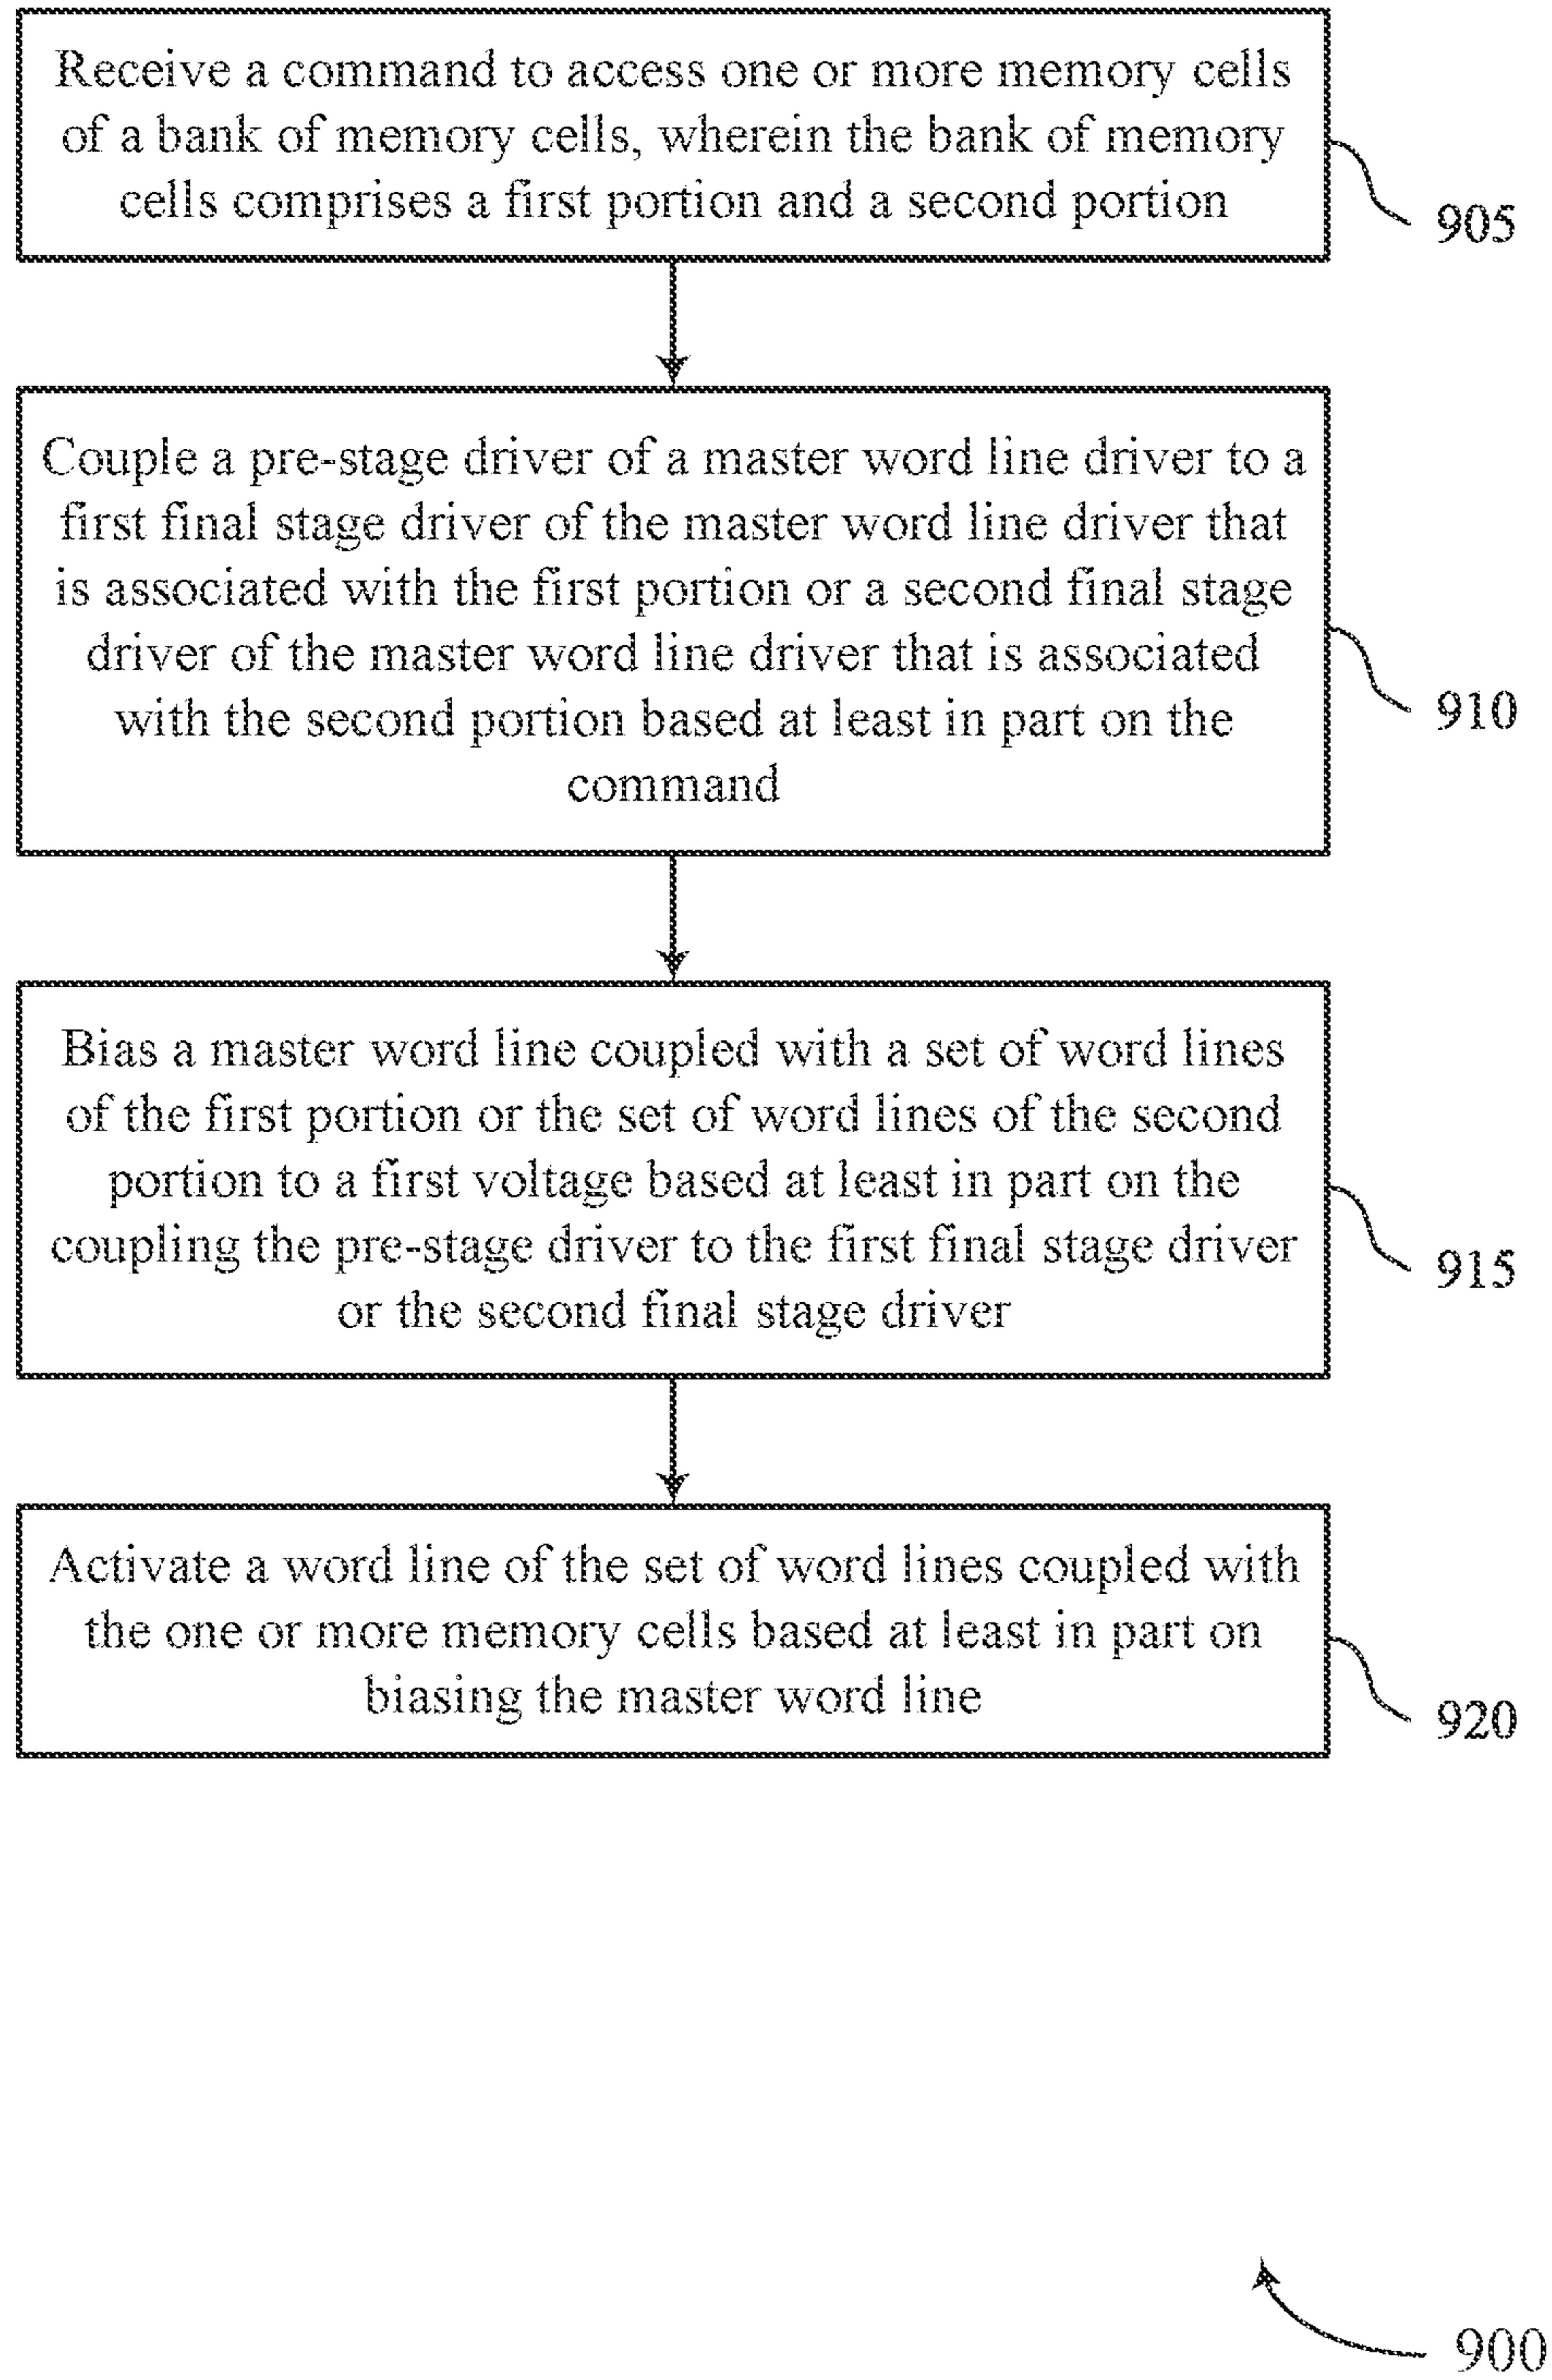 Receive a command to access one or more memory cells
of a bank of memory cells, wherein the bank of memory
cells comprises a first portion and a second portion
905
Couple a pre-stage driver of a master word line driver to a
first final stage driver of the master word line driver that
is associated with the first portion or a second final stage
driver of the master word line driver that is associated
with the second portion based at least in part on the
command
910
Bias a master word line coupled with a set of word lines
of the first portion or the set of word lines of the second
portion to a first voltage based at least in part on the
coupling the pre-stage driver to the first final stage driver
or the second final stage driver
915
Activate a word line of the set of word lines coupled with
the one or more memory cells based at least in part on
biasing the master word line
920
900